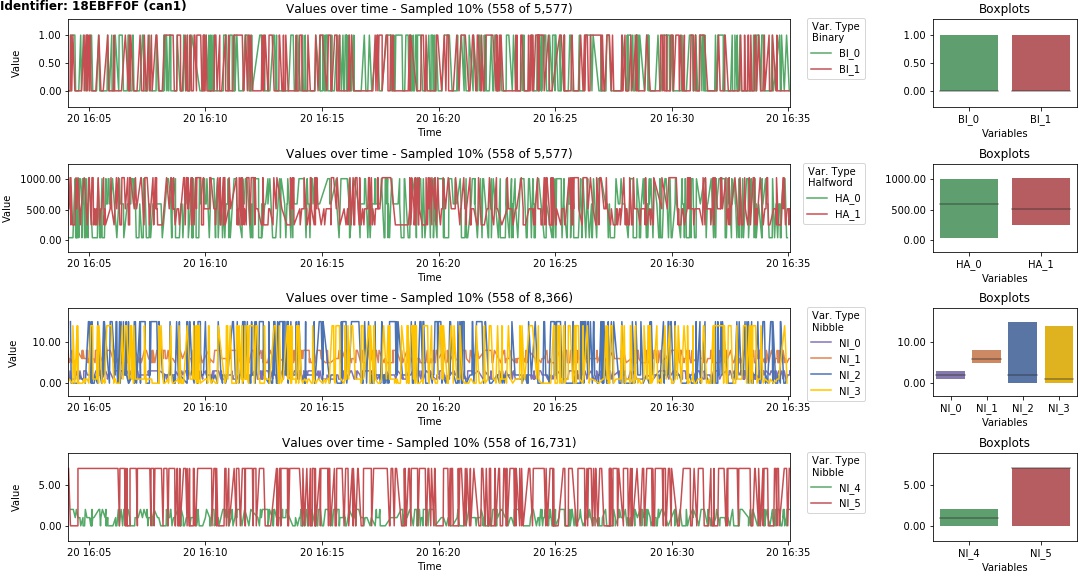 Identifier: 18EBFF0F (can1)
Values over time - Sampled 10% (558 of 5,577)
Boxplots
Value
1.00
0.50
0.00
20 16:05
20 16:10
20 16:15
20 16:20
20 16:25
20 16:30
20 16:35
Time
Var. Type
Binary
BI_0
BI_1
1.00
0.50
0.00
BI_0
BI_1
Variables
Values over time - Sampled 10% (558 of 5,577)
Boxplots
Value
1000.00
500.00
0.00
20 16:05
20 16:10
20 16:15
20 16:20
20 16:25
20 16:30
20 16:35
Time
Var. Type
Halfword
HA_0
HA_1
1000.00
500.00
0.00
HA_0
HA_1
Variables
Values over time - Sampled 10% (558 of 8,366)
Boxplots
Value
10.00
0.00
20 16:05
20 16:10
20 16:15
20 16:20
20 16:25
20 16:30
20 16:35
Time
Var. Type
Nibble
NI_0
NI_1
NI_2
NI_3
10.00
0.00
NI_0
NI_1
NI_2
NI_3
Variables
Values over time - Sampled 10% (558 of 16,731)
Boxplots
Value
5.00
0.00
20 16:05
20 16:10
20 16:15
20 16:20
20 16:25
20 16:30
20 16:35
Time
Var. Type
Nibble
NI_4
NI_5
5.00
0.00
NI_4
NI_5
Variables